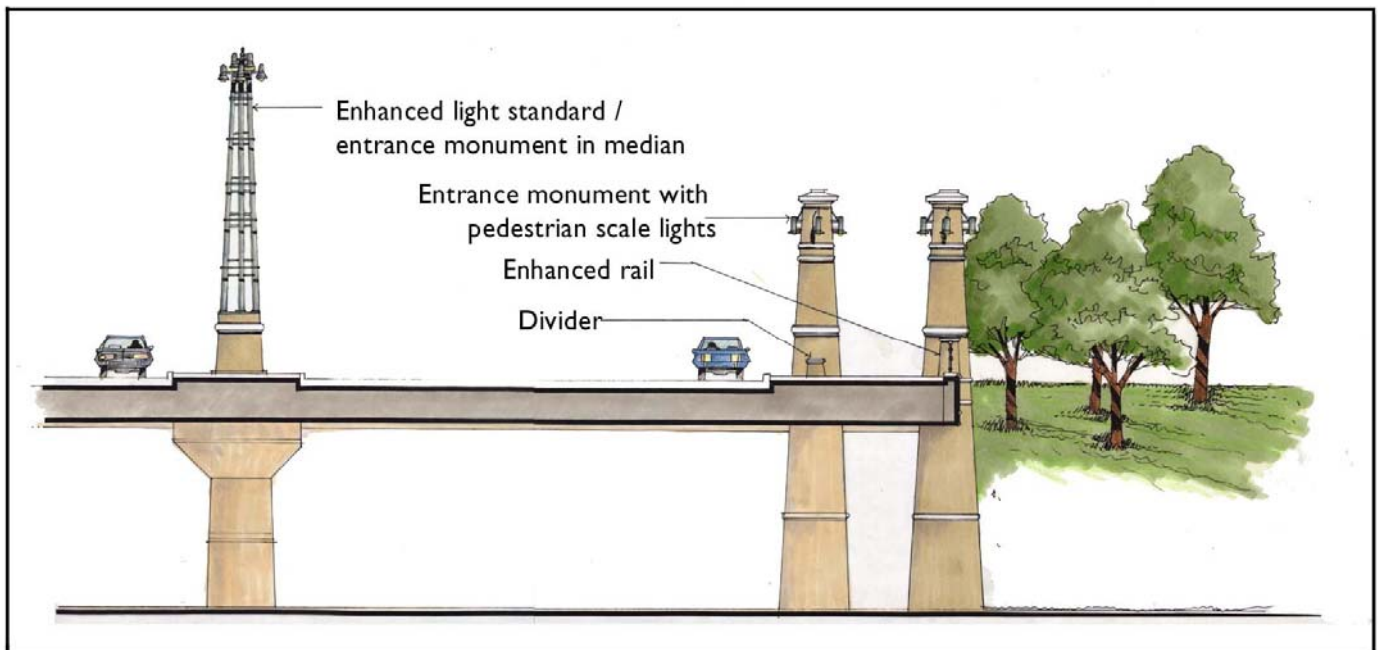 Enhanced light standard /
entrance monument in median
Entrance monument with
pedestrian scale lights
Enhanced rail
Divider